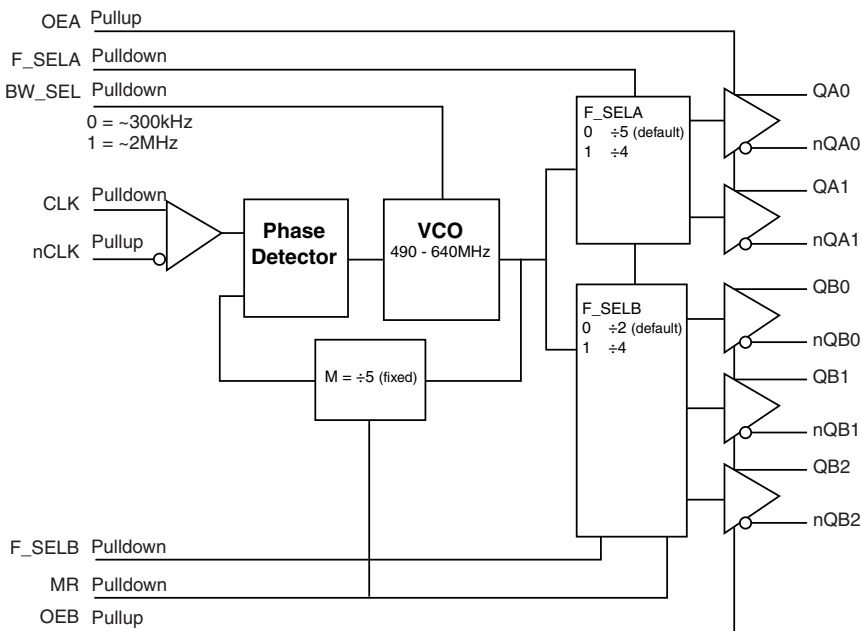 OEA Pullup
F_SELA Pulldown
BW_SEL Pulldown
0 = ~300kHz
1 = ~2MHz
CLK Pulldown
nCLK Pullup
Phase
Detector
VCO
490 - 640MHz
M = ÷5 (fixed)
F_SELA
0 ÷5 (default)
1 ÷4
F_SELB
0 ÷2 (default)
1 ÷4
QA0
nQA0
QA1
nQA1
QB0
nQB0
QB1
nQB1
QB2
nQB2
F_SELB Pulldown
MR Pulldown
OEB Pullup